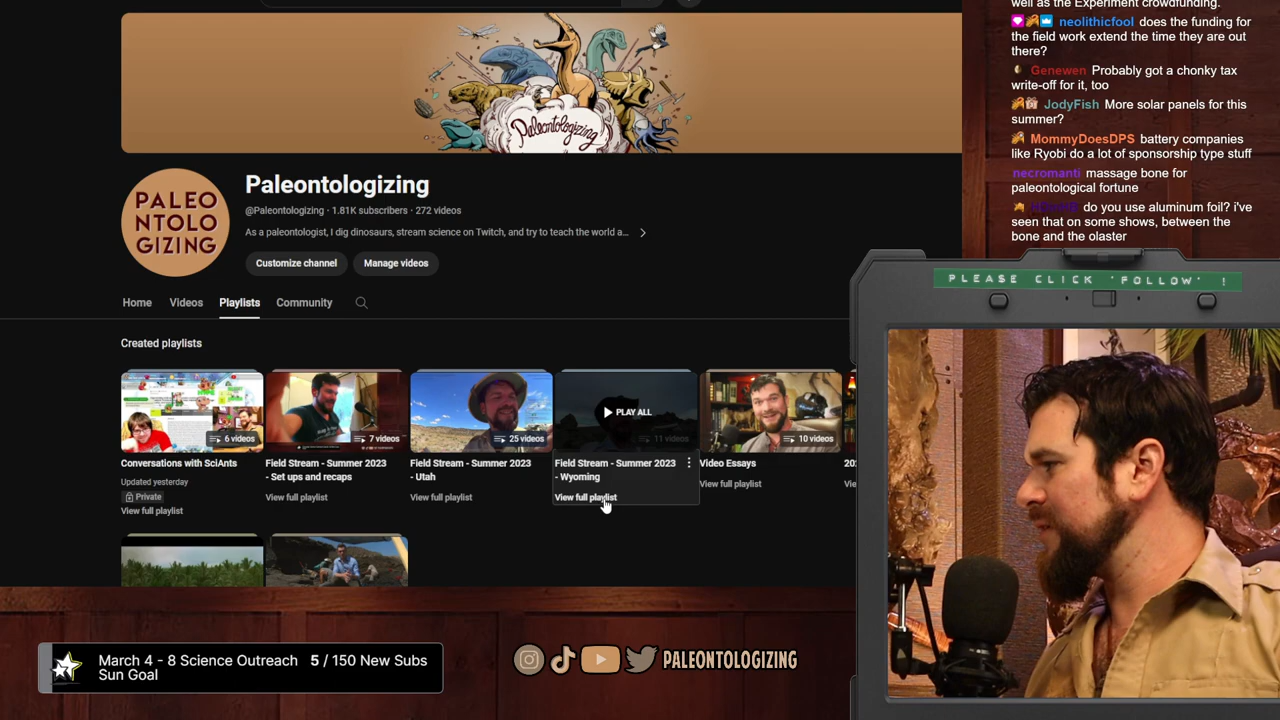 Paleontologizing
PALEO
NTOLO
GIZING
Paleontologizing
@Paleontologizing · 1.81K subscribers · 272 videos
As a paleontologist, I dig dinosaurs, stream science on Twitch, and try to teach the world a...
Customize channel
Manage videos
Home
Videos
Playlists
Community
Created playlists
6 videos
7 videos
25 videos
PLAY ALL
11 videos
10 videos
Conversations with SciAnts
Updated yesterday
Private
View full playlist
Field Stream - Summer 2023
- Set ups and recaps
View full playlist
Field Stream - Summer 2023
- Utah
View full playlist
Field Stream - Summer 2023
- Wyoming
View full playlist
Video Essays
View full playlist
well as the Experiment crowdfunding.
neolithicfool does the funding for
the field work extend the time they are out
there?
Genewen Probably got a chonky tax
write-off for it, too
JodyFish More solar panels for this
summer?
MommyDoesDPS battery companies
like Ryobi do a lot of sponsorship type stuff
necromanti massage bone for
paleontological fortune
do you use aluminum foil? i've
seen that on some shows, between the
bone and the olaster
PLEASE CLICK 'FOLLOW' !
March 4 - 8 Science Outreach 5 / 150 New Subs
Sun Goal
PALEONTOLOGIZING